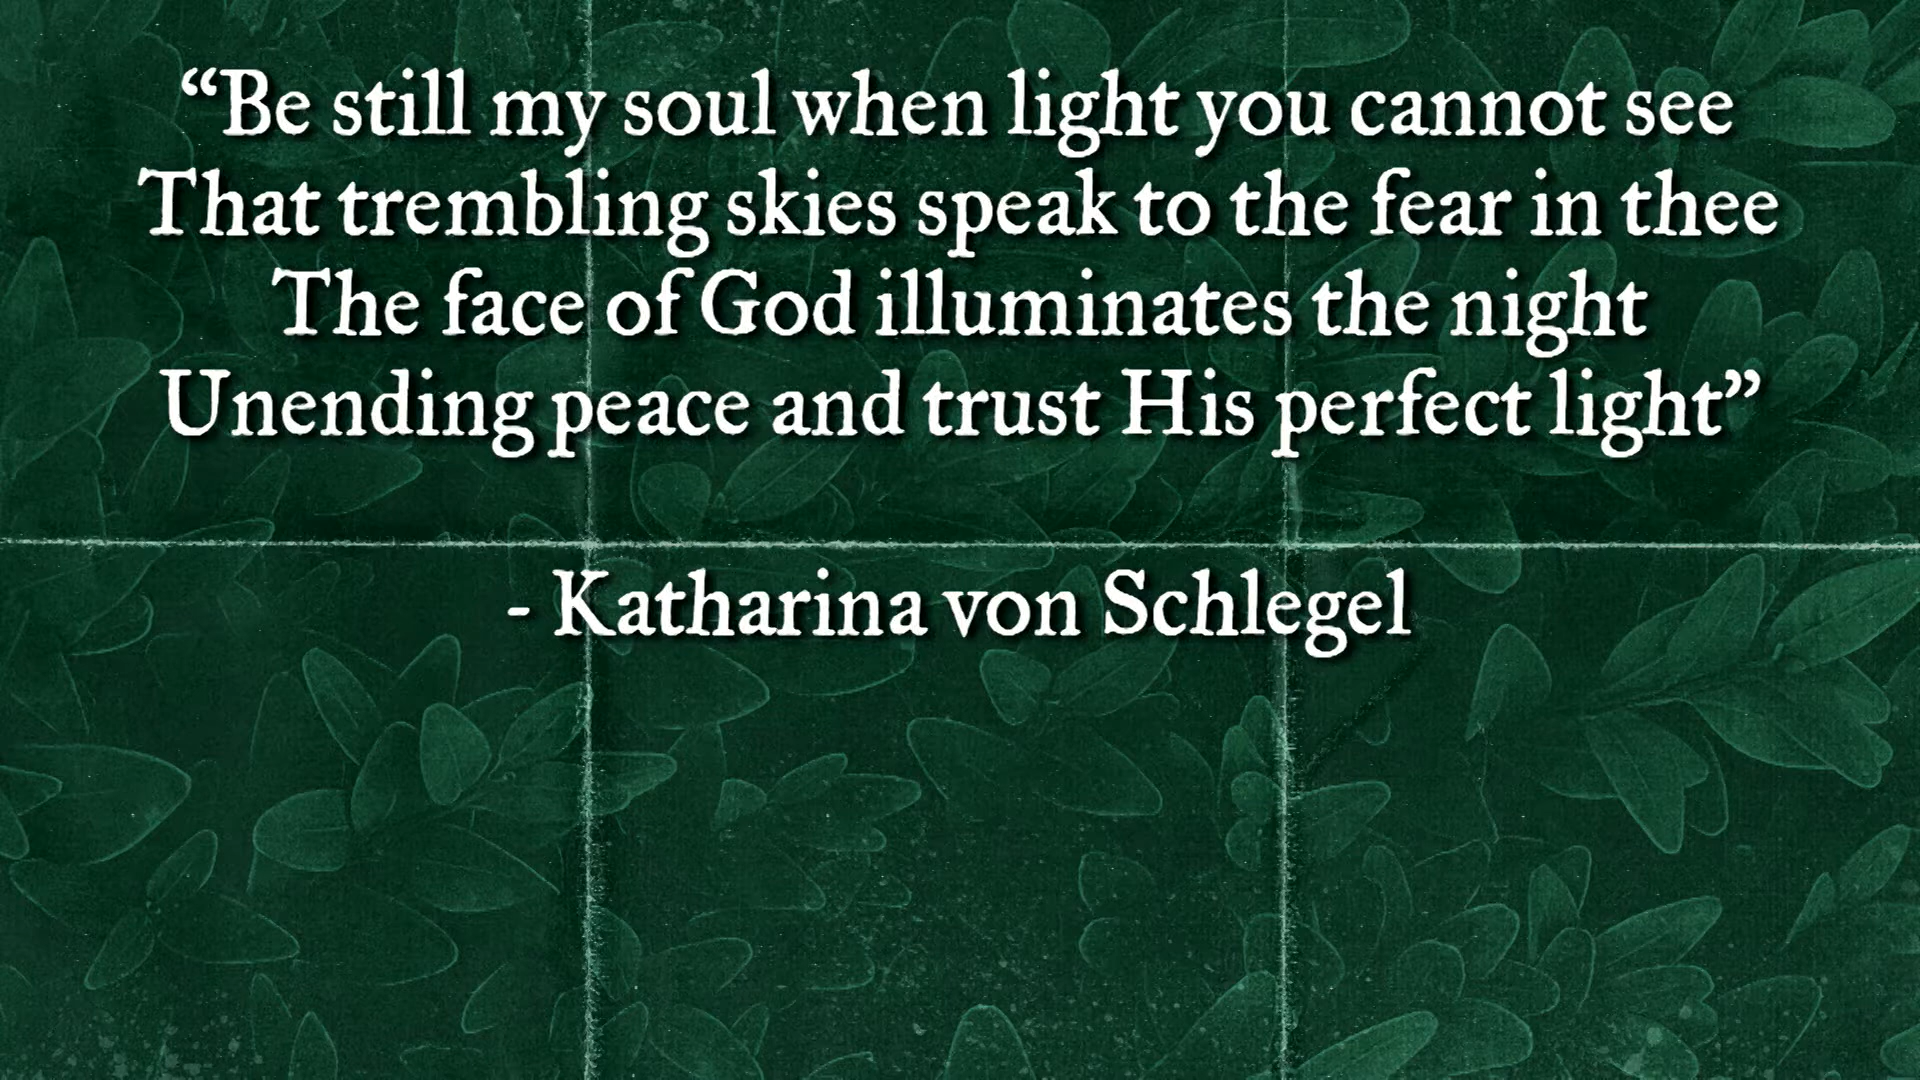 “Be still my soul when light you cannot see
That trembling skies speak to the fear in thee
The face of God illuminates the night
Unending peace and trust His perfect light”
- Katharina von Schlegel